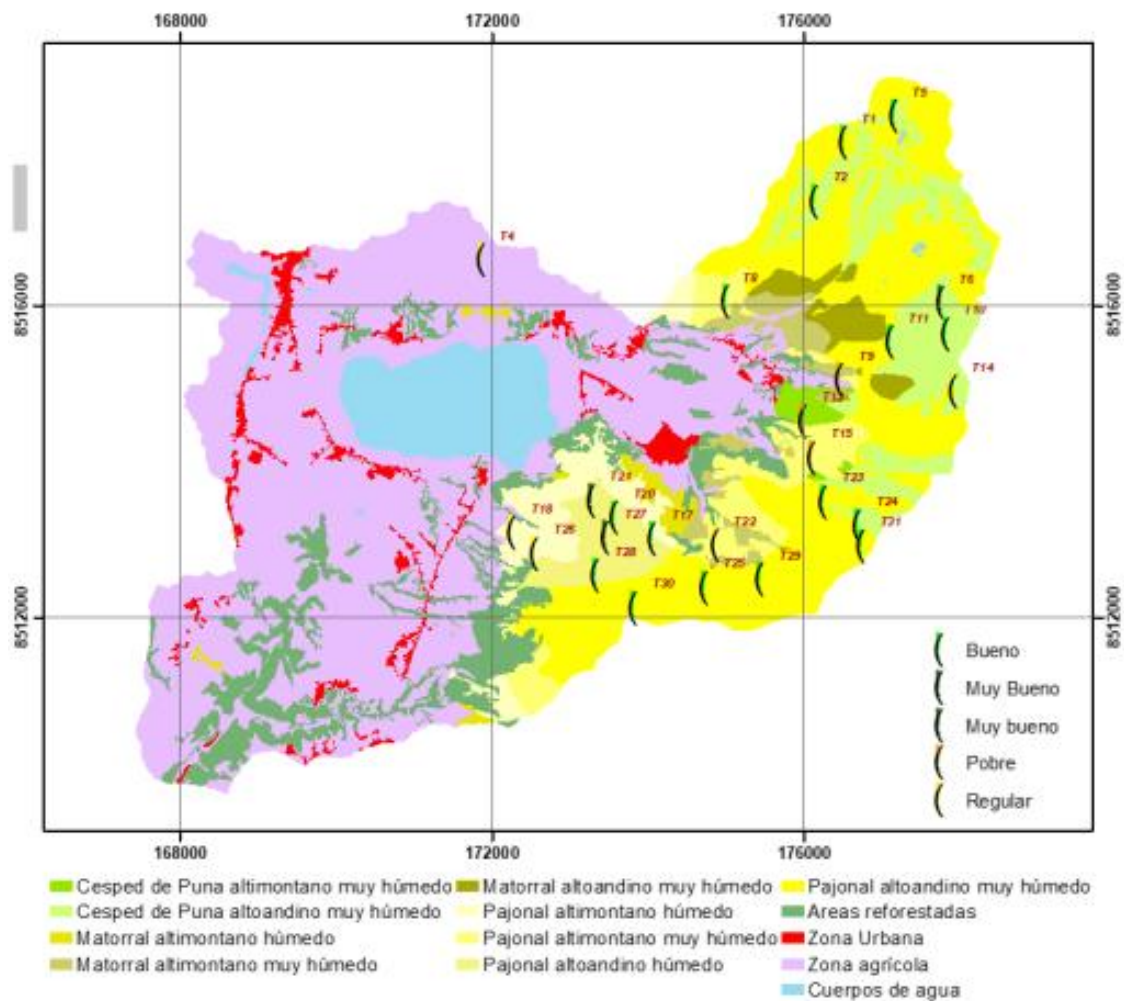 168000 172000 176000
T5
T1
T2
T4
T6
8516000 8516000
T11
T9
T14
T15
T23
T21 T24
T20
T18 T27 T17 T21
T26 T22
T28 T29
T30 T25
8512000 8512000
Bueno
Muy Bueno
Muy bueno
Pobre
Regular
168000 172000 176000
Cesped de Puna altimontano muy húmedo Matorral altoandino muy húmedo Pajonal altoandino muy húmedo
Cesped de Puna altoandino muy húmedo Pajonal altimontano húmedo Areas reforestadas
Matorral altimontano húmedo Pajonal altimontano muy húmedo Zona Urbana
Matorral altimontano muy húmedo Pajonal altoandino húmedo Zona agrícola
Cuerpos de agua